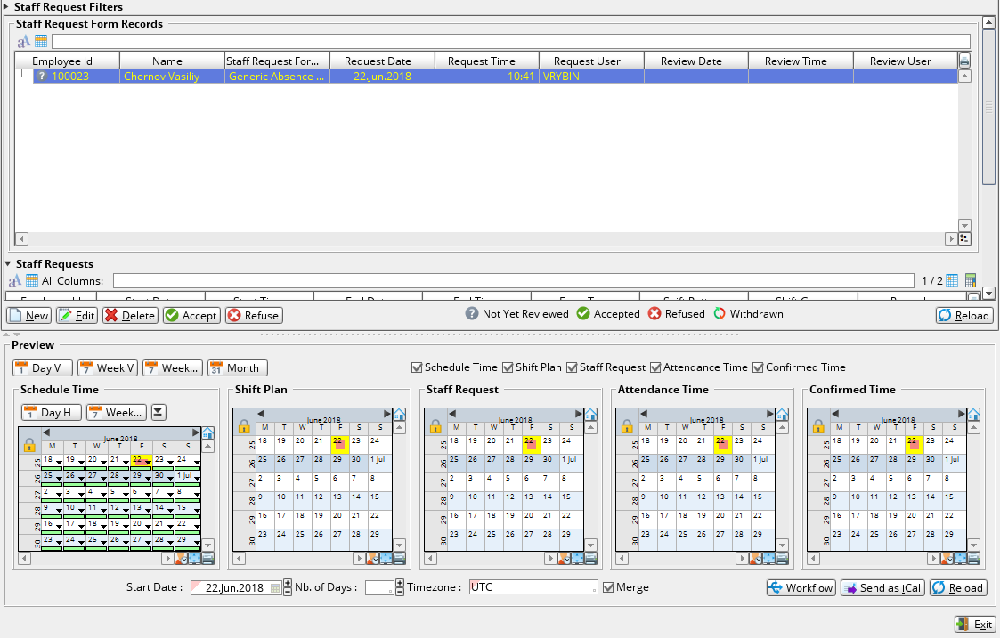 Staff Request Filters
Staff Request Form Records
Employee Id Name Staff Request For... Request Date Request Time Request User Review Date Review Time Review User
100023 Chernov Vasiliy Generic Absence ... 22.Jun.2018 10:41 VRYBIN
Staff Requests
All Columns: 1 / 2
New Edit Delete Accept Refuse Not Yet Reviewed Accepted Refused Withdrawn Reload
Preview
1 Day V 7 Week V 7 Week... 31 Month Schedule Time Shift Plan Staff Request Attendance Time Confirmed Time
Schedule Time Shift Plan Staff Request Attendance Time Confirmed Time
1 Day H 7 Week...
June 2018
M T W T F S S
25 18 19 20 21 22 23 24
26 25 26 27 28 29 30 1 Jul
27 2 3 4 5 6 7 8
28 9 10 11 12 13 14 15
29 16 17 18 19 20 21 22
30 23 24 25 26 27 28 29
June 2018
M T W T F S S
25 18 19 20 21 22 23 24
26 25 26 27 28 29 30 1 Jul
27 2 3 4 5 6 7 8
28 9 10 11 12 13 14 15
29 16 17 18 19 20 21 22
30 23 24 25 26 27 28 29
June 2018
M T W T F S S
25 18 19 20 21 22 23 24
26 25 26 27 28 29 30 1 Jul
27 2 3 4 5 6 7 8
28 9 10 11 12 13 14 15
29 16 17 18 19 20 21 22
30 23 24 25 26 27 28 29
June 2018
M T W T F S S
25 18 19 20 21 22 23 24
26 25 26 27 28 29 30 1 Jul
27 2 3 4 5 6 7 8
28 9 10 11 12 13 14 15
29 16 17 18 19 20 21 22
30 23 24 25 26 27 28 29
June 2018
M T W T F S S
25 18 19 20 21 22 23 24
26 25 26 27 28 29 30 1 Jul
27 2 3 4 5 6 7 8
28 9 10 11 12 13 14 15
29 16 17 18 19 20 21 22
30 23 24 25 26 27 28 29
Start Date : 22.Jun.2018 Nb. of Days : Timezone : UTC Merge Workflow Send as iCal Reload
Exit